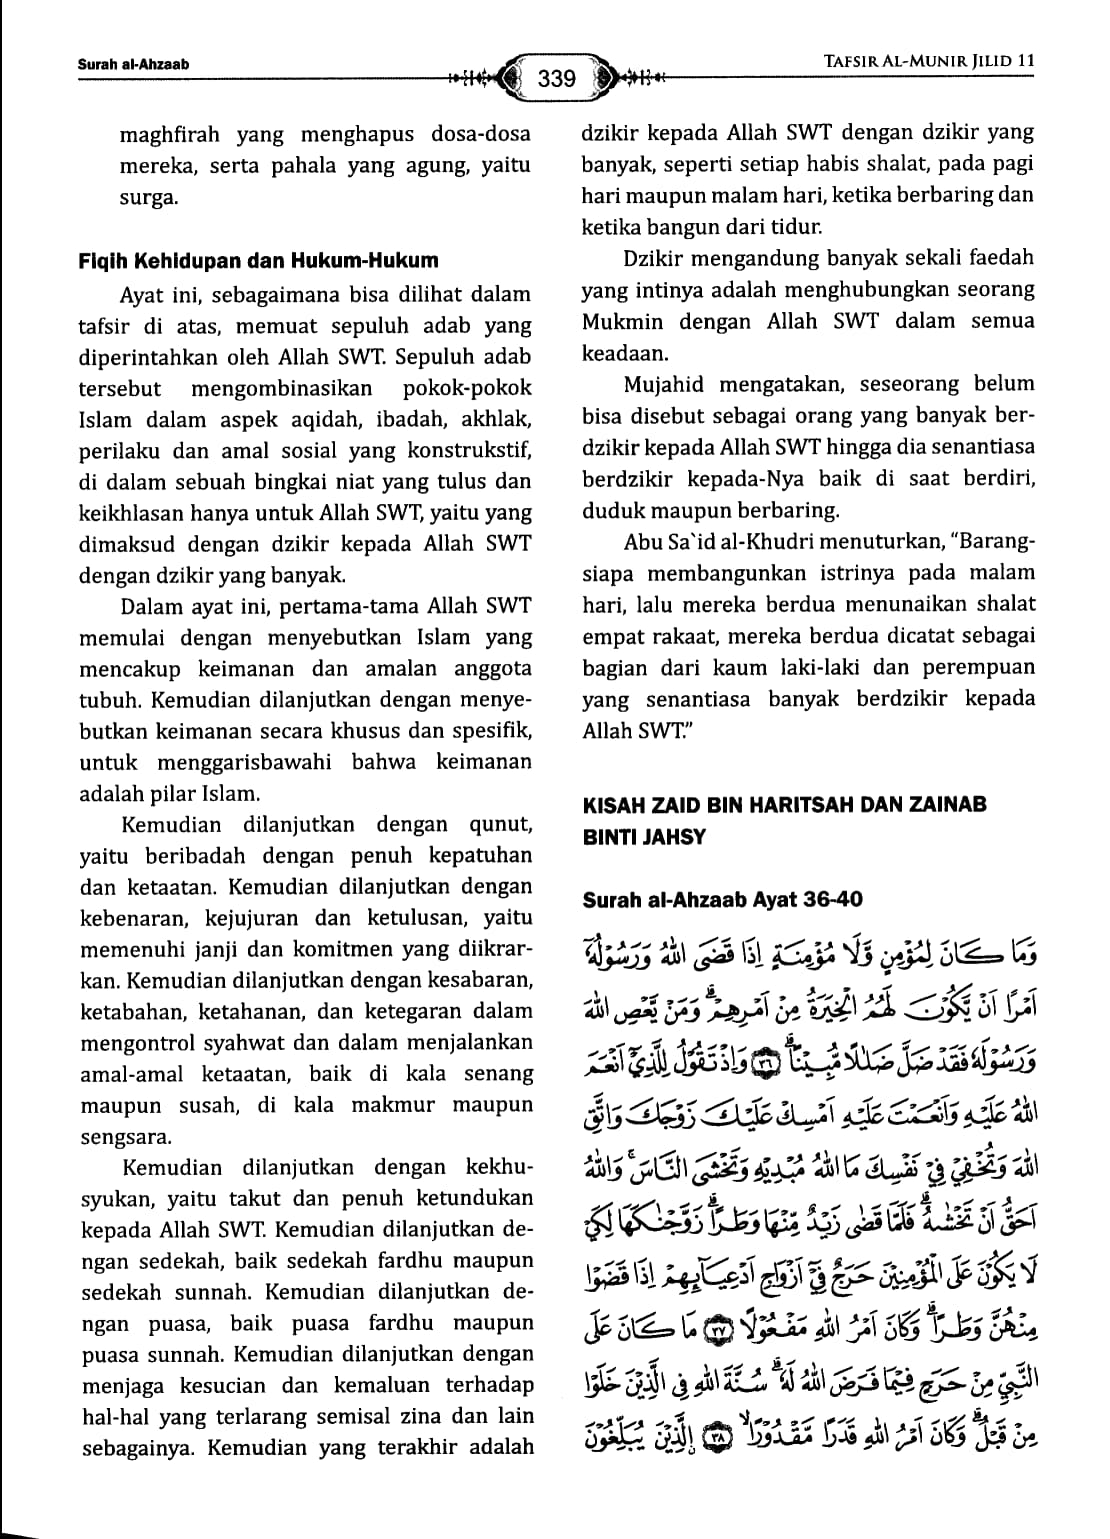 Surah al-Ahzaab
339
TAFSIR AL-MUNIR JILID 11
maghfirah yang menghapus dosa-dosa
mereka, serta pahala yang agung, yaitu
surga.
Fiqih Kehidupan dan Hukum-Hukum
Ayat ini, sebagaimana bisa dilihat dalam
tafsir di atas, memuat sepuluh adab yang
diperintahkan oleh Allah SWT. Sepuluh adab
tersebut mengombinasikan pokok-pokok
Islam dalam aspek aqidah, ibadah, akhlak,
perilaku dan amal sosial yang konstrukstif,
di dalam sebuah bingkai niat yang tulus dan
keikhlasan hanya untuk Allah SWT, yaitu yang
dimaksud dengan dzikir kepada Allah SWT
dengan dzikir yang banyak.
Dalam ayat ini, pertama-tama Allah SWT
memulai dengan menyebutkan Islam yang
mencakup keimanan dan amalan anggota
tubuh. Kemudian dilanjutkan dengan menye-
butkan keimanan secara khusus dan spesifik,
untuk menggarisbawahi bahwa keimanan
adalah pilar Islam.
Kemudian dilanjutkan dengan qunut,
yaitu beribadah dengan penuh kepatuhan
dan ketaatan. Kemudian dilanjutkan dengan
kebenaran, kejujuran dan ketulusan, yaitu
memenuhi janji dan komitmen yang diikrar-
kan. Kemudian dilanjutkan dengan kesabaran,
ketabahan, ketahanan, dan ketegaran dalam
mengontrol syahwat dan dalam menjalankan
amal-amal ketaatan, baik di kala senang
maupun susah, di kala makmur maupun
sengsara.
Kemudian dilanjutkan dengan kekhu-
syukan, yaitu takut dan penuh ketundukan
kepada Allah SWT. Kemudian dilanjutkan de-
ngan sedekah, baik sedekah fardhu maupun
sedekah sunnah. Kemudian dilanjutkan de-
ngan puasa, baik puasa fardhu maupun
puasa sunnah. Kemudian dilanjutkan dengan
menjaga kesucian dan kemaluan terhadap
hal-hal yang terlarang semisal zina dan lain
sebagainya. Kemudian yang terakhir adalah
dzikir kepada Allah SWT dengan dzikir yang
banyak, seperti setiap habis shalat, pada pagi
hari maupun malam hari, ketika berbaring dan
ketika bangun dari tidur.
Dzikir mengandung banyak sekali faedah
yang intinya adalah menghubungkan seorang
Mukmin dengan Allah SWT dalam semua
keadaan.
Mujahid mengatakan, seseorang belum
bisa disebut sebagai orang yang banyak ber-
dzikir kepada Allah SWT hingga dia senantiasa
berdzikir kepada-Nya baik di saat berdiri,
duduk maupun berbaring.
Abu Sa`id al-Khudri menuturkan, “Barang-
siapa membangunkan istrinya pada malam
hari, lalu mereka berdua menunaikan shalat
empat rakaat, mereka berdua dicatat sebagai
bagian dari kaum laki-laki dan perempuan
yang senantiasa banyak berdzikir kepada
Allah SWT.”
KISAH ZAID BIN HARITSAH DAN ZAINAB
BINTI JAHSY
Surah al-Ahzaab Ayat 36-40
وَمَا كَانَ لِمُؤْمِنٍ وَّلَا مُؤْمِنَةٍ اِذَا قَضَى اللّٰهُ وَرَسُوْلُهٗٓ
اَمْرًا اَنْ يَّكُوْنَ لَهُمُ الْخِيَرَةُ مِنْ اَمْرِهِمْۗ وَمَنْ يَّعْصِ اللّٰهَ
وَرَسُوْلَهٗ فَقَدْ ضَلَّ ضَلٰلًا مُّبِيْنًاۗ ٣٦ وَاِذْ تَقُوْلُ لِلَّذِيْٓ اَنْعَمَ
اللّٰهُ عَلَيْهِ وَاَنْعَمْتَ عَلَيْهِ اَمْسِكْ عَلَيْكَ زَوْجَكَ وَاتَّقِ
اللّٰهَ وَتُخْفِيْ فِيْ نَفْسِكَ مَا اللّٰهُ مُبْدِيْهِ وَتَخْشَى النَّاسَۚ وَاللّٰهُ
اَحَقُّ اَنْ تَخْشٰىهُۗ فَلَمَّا قَضٰى زَيْدٌ مِّنْهَا وَطَرًاۗ زَوَّجْنٰكَهَا لِكَيْ
لَا يَكُوْنَ عَلَى الْمُؤْمِنِيْنَ حَرَجٌ فِيْٓ اَزْوَاجِ اَدْعِيَاۤىِٕهِمْ اِذَا قَضَوْا
مِنْهُنَّ وَطَرًاۗ وَكَانَ اَمْرُ اللّٰهِ مَفْعُوْلًا ٣٧ مَا كَانَ عَلَى
النَّبِيِّ مِنْ حَرَجٍ فِيْمَا فَرَضَ اللّٰهُ لَهٗۗ سُنَّةَ اللّٰهِ فِى الَّذِيْنَ خَلَوْا
مِنْ قَبْلُۗ وَكَانَ اَمْرُ اللّٰهِ قَدَرًا مَّقْدُوْرًاۙ ٣٨ اِلَّذِيْنَ يُبَلِّغُوْنَ